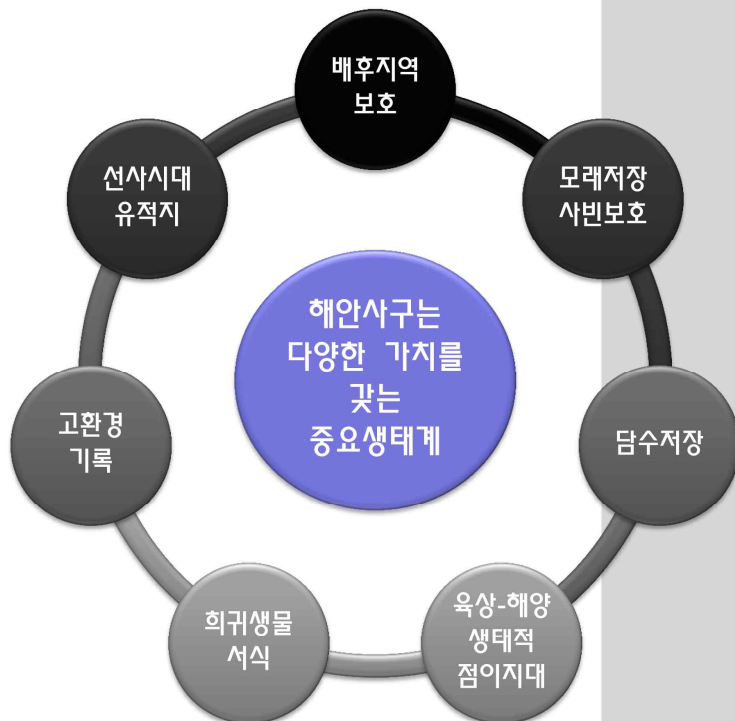 배후지역
보호
모래저장
사빈보호
담수저장
육상-해양
생태적
점이지대
희귀생물
서식
고환경
기록
선사시대
유적지
해안사구는
다양한 가치를
갖는
중요생태계